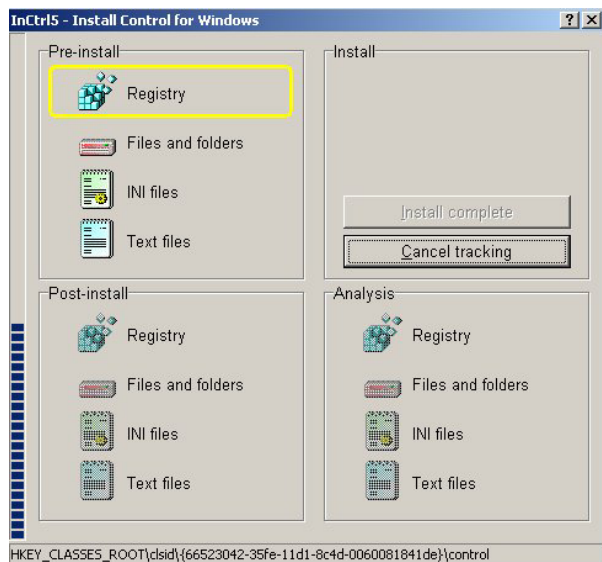 InCtrl5 - Install Control for Windows
Pre-install
Registry
Files and folders
INI files
Text files
Install
Install complete
Cancel tracking
Post-install
Registry
Files and folders
INI files
Text files
Analysis
Registry
Files and folders
INI files
Text files
HKEY_CLASSES_ROOT\clsid\{66523042-35fe-11d1-8c4d-0060081841de}\control